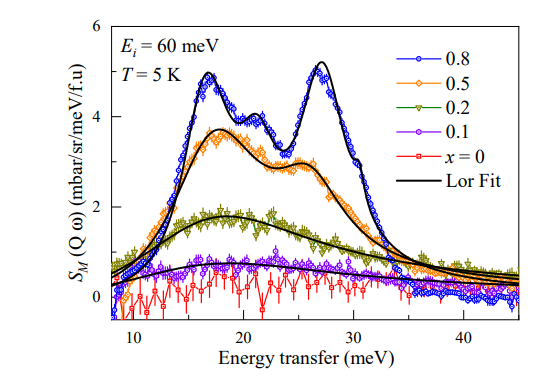 6
4
2
0
S_M (Q ω) (mbar/sr/meV/f.u)
E_i = 60 meV
T = 5 K
0.8
0.5
0.2
0.1
x = 0
Lor Fit
10
20
30
40
Energy transfer (meV)